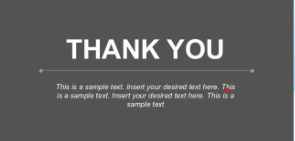 THANK YOU
This is a sample text. Insert your desired text here. This
is a sample text. Insert your desired text here. This is a
sample text